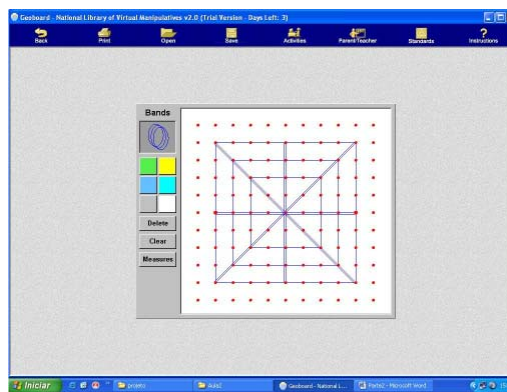 Geoboard - National Library of Virtual Manipulatives v2.0 (Trial Version - Days Left: 3)
Back Print Open Save Activities Parent/Teacher Standards Instructions
Bands
Delete
Clear
Measures
Iniciar projeto Aula2 Geoboard - National L... Parte2 - Microsoft Word